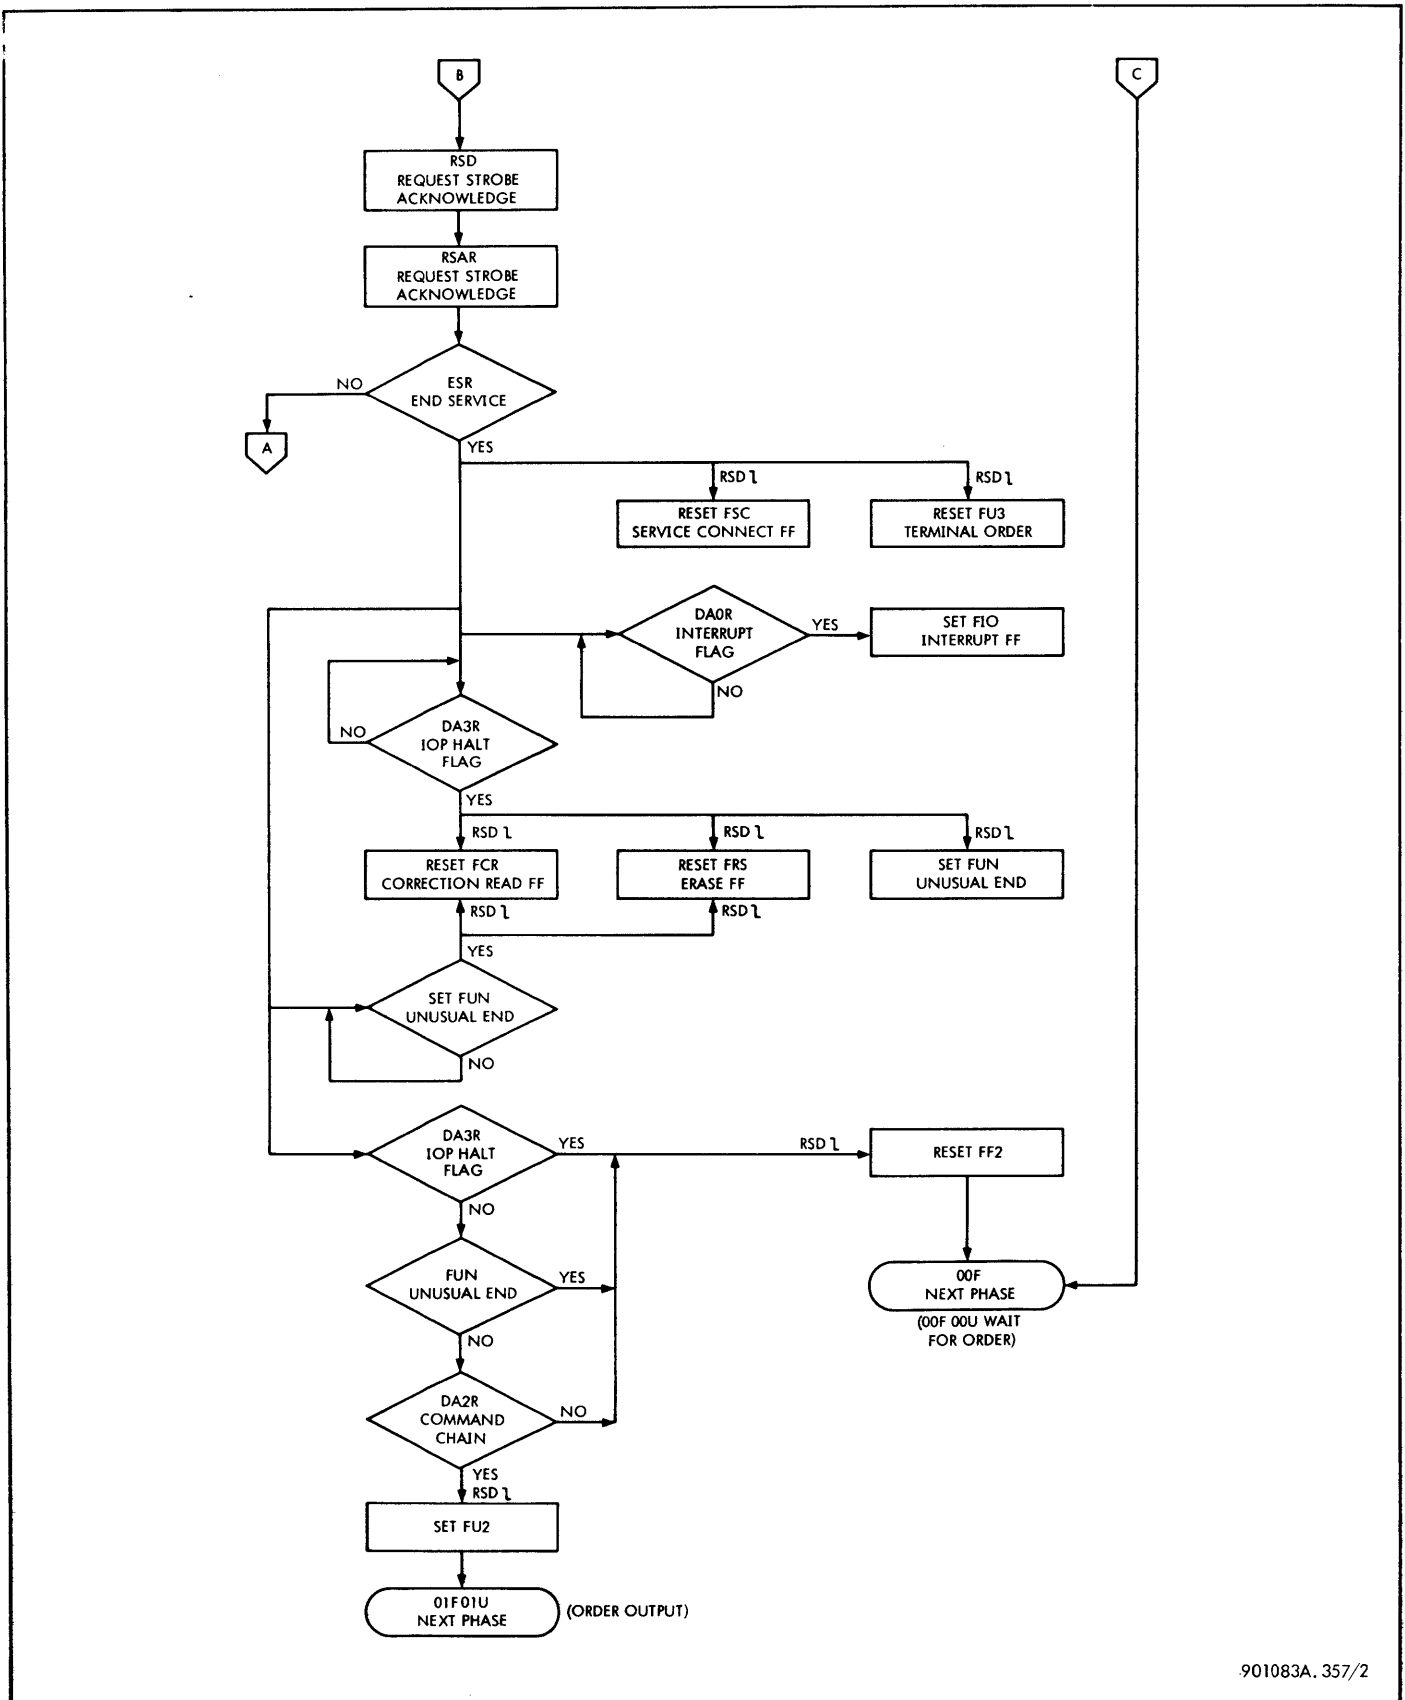 B
C
RSD
REQUEST STROBE
ACKNOWLEDGE
RSAR
REQUEST STROBE
ACKNOWLEDGE
NO
ESR
END SERVICE
A
YES
RSD ʅ
RSD ʅ
RESET FSC
SERVICE CONNECT FF
RESET FU3
TERMINAL ORDER
DA0R
INTERRUPT
FLAG
YES
SET FIO
INTERRUPT FF
NO
NO
DA3R
IOP HALT
FLAG
YES
RSD ʅ
RSD ʅ
RSD ʅ
RESET FCR
CORRECTION READ FF
RESET FRS
ERASE FF
SET FUN
UNUSUAL END
RSD ʅ
RSD ʅ
YES
SET FUN
UNUSUAL END
NO
DA3R
IOP HALT
FLAG
YES
RSD ʅ
RESET FF2
NO
FUN
UNUSUAL END
YES
00F
NEXT PHASE
(00F 00U WAIT
FOR ORDER)
NO
DA2R
COMMAND
CHAIN
NO
YES
RSD ʅ
SET FU2
01F01U
NEXT PHASE
(ORDER OUTPUT)
901083A. 357/2